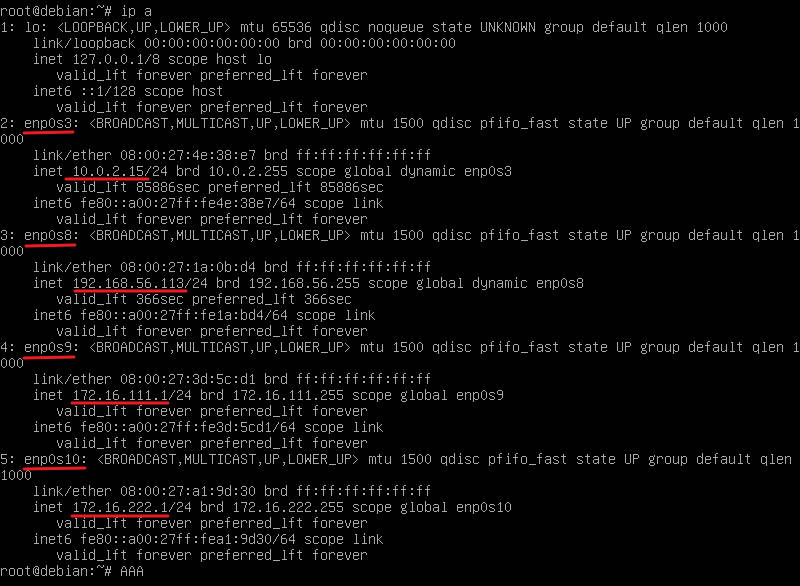 root@debian:~# ip a
1: lo: <LOOPBACK,UP,LOWER_UP> mtu 65536 qdisc noqueue state UNKNOWN group default qlen 1000
    link/loopback 00:00:00:00:00:00 brd 00:00:00:00:00:00
    inet 127.0.0.1/8 scope host lo
       valid_lft forever preferred_lft forever
    inet6 ::1/128 scope host
       valid_lft forever preferred_lft forever
2: enp0s3: <BROADCAST,MULTICAST,UP,LOWER_UP> mtu 1500 qdisc pfifo_fast state UP group default qlen 1
000
    link/ether 08:00:27:4e:38:e7 brd ff:ff:ff:ff:ff:ff
    inet 10.0.2.15/24 brd 10.0.2.255 scope global dynamic enp0s3
       valid_lft 85886sec preferred_lft 85886sec
    inet6 fe80::a00:27ff:fe4e:38e7/64 scope link
       valid_lft forever preferred_lft forever
3: enp0s8: <BROADCAST,MULTICAST,UP,LOWER_UP> mtu 1500 qdisc pfifo_fast state UP group default qlen 1
000
    link/ether 08:00:27:1a:0b:d4 brd ff:ff:ff:ff:ff:ff
    inet 192.168.56.113/24 brd 192.168.56.255 scope global dynamic enp0s8
       valid_lft 366sec preferred_lft 366sec
    inet6 fe80::a00:27ff:fe1a:bd4/64 scope link
       valid_lft forever preferred_lft forever
4: enp0s9: <BROADCAST,MULTICAST,UP,LOWER_UP> mtu 1500 qdisc pfifo_fast state UP group default qlen 1
000
    link/ether 08:00:27:3d:5c:d1 brd ff:ff:ff:ff:ff:ff
    inet 172.16.111.1/24 brd 172.16.111.255 scope global enp0s9
       valid_lft forever preferred_lft forever
    inet6 fe80::a00:27ff:fe3d:5cd1/64 scope link
       valid_lft forever preferred_lft forever
5: enp0s10: <BROADCAST,MULTICAST,UP,LOWER_UP> mtu 1500 qdisc pfifo_fast state UP group default qlen
1000
    link/ether 08:00:27:a1:9d:30 brd ff:ff:ff:ff:ff:ff
    inet 172.16.222.1/24 brd 172.16.222.255 scope global enp0s10
       valid_lft forever preferred_lft forever
    inet6 fe80::a00:27ff:fea1:9d30/64 scope link
       valid_lft forever preferred_lft forever
root@debian:~# AAA